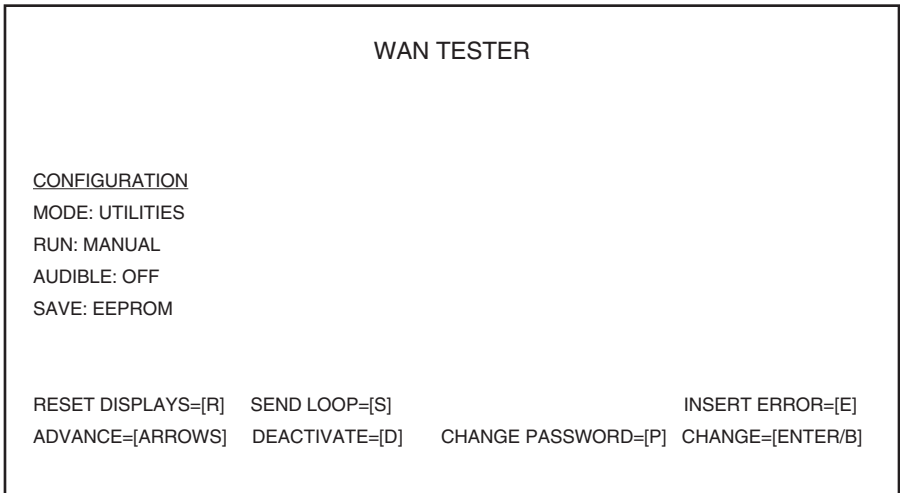 WAN TESTER
CONFIGURATION
MODE: UTILITIES
RUN: MANUAL
AUDIBLE: OFF
SAVE: EEPROM
RESET DISPLAYS=[R] SEND LOOP=[S] INSERT ERROR=[E]
ADVANCE=[ARROWS] DEACTIVATE=[D] CHANGE PASSWORD=[P] CHANGE=[ENTER/B]